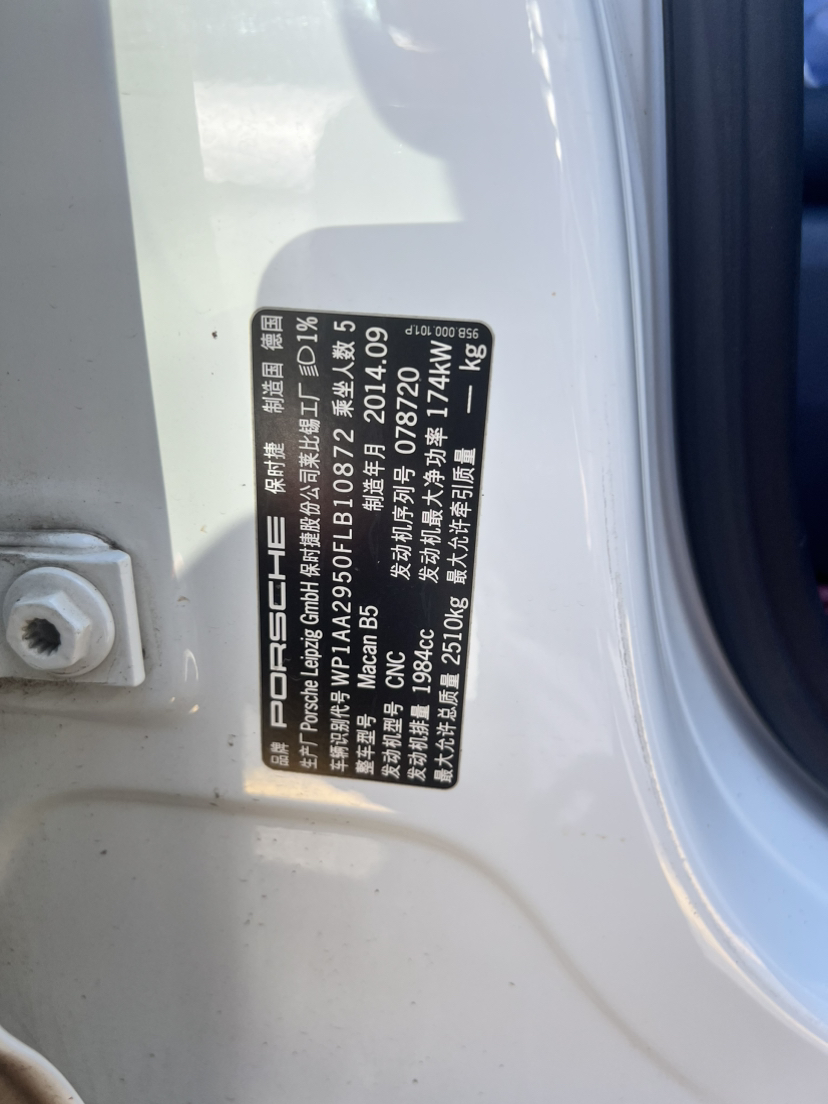 品牌 PORSCHE 保时捷 制造国 德国
生产厂 Porsche Leipzig GmbH 保时捷股份公司莱比锡工厂 1%
车辆识别代号 WP1AA2950FLB10872 乘坐人数 5
整车型号 Macan B5 制造年月 2014.09
发动机型号 CNC 发动机序列号 078720
发动机排量 1984cc 发动机最大净功率 174kW
最大允许总质量 2510kg 最大允许牵引质量 — kg
95B.000.101.P